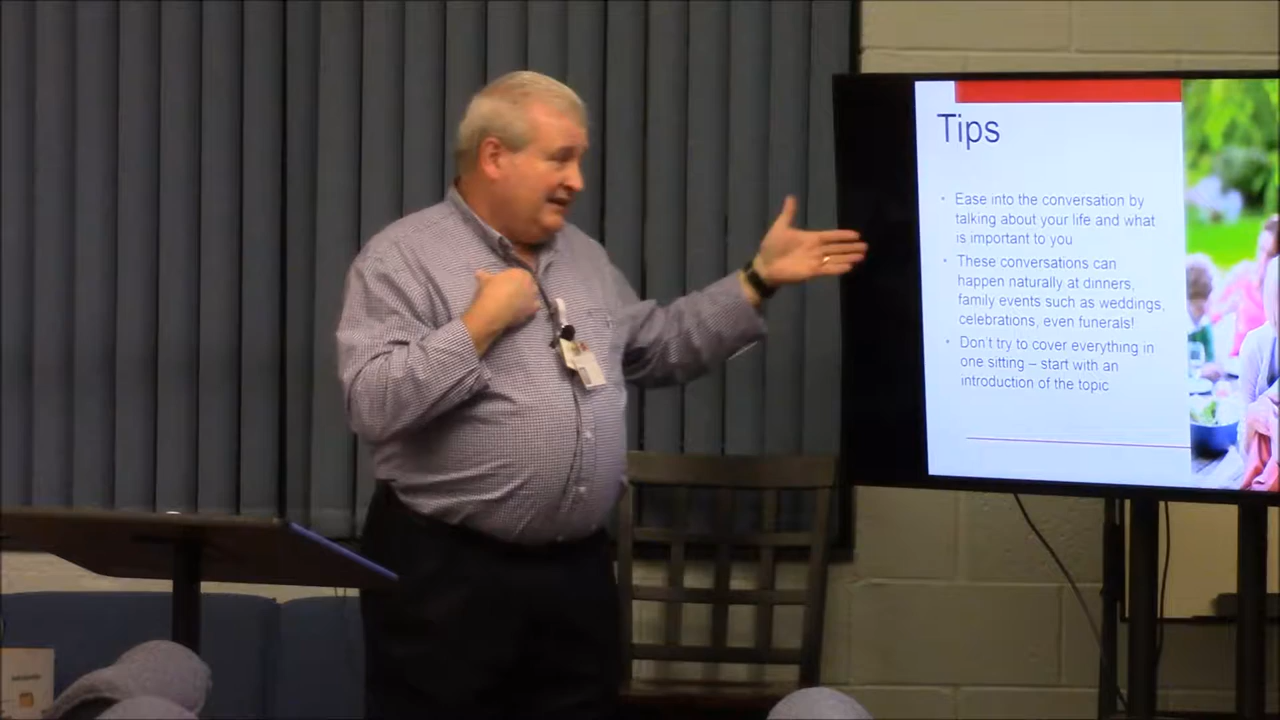 Tips
• Ease into the conversation by
talking about your life and what
is important to you
• These conversations can
happen naturally at dinners,
family events such as weddings,
celebrations, even funerals!
• Don't try to cover everything in
one sitting – start with an
introduction of the topic